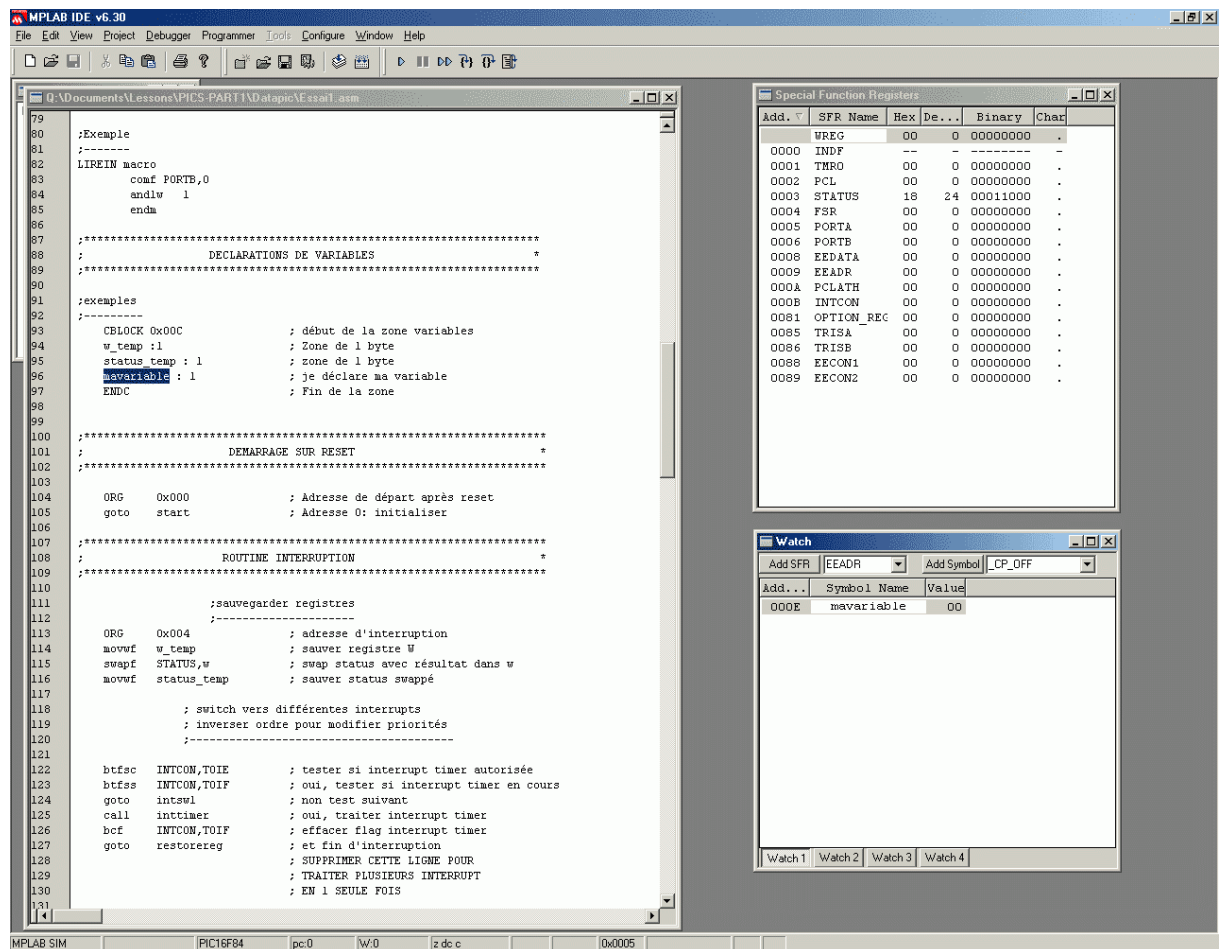 MPLAB IDE v6.30
File Edit View Project Debugger Programmer Tools Configure Window Help
Q:\Documents\Lessons\PICS-PART1\Datapic\Essai1.asm
79
80 ;Exemple
81 ;-------
82 LIREIN macro
83 comf PORTB,0
84 andlw 1
85 endm
86
87 ;*********************************************************************
88 ; DECLARATIONS DE VARIABLES *
89 ;*********************************************************************
90
91 ;exemples
92 ;---------
93 CBLOCK 0x00C ; début de la zone variables
94 w_temp :1 ; Zone de 1 byte
95 status_temp : 1 ; zone de 1 byte
96 mavariable : 1 ; je déclare ma variable
97 ENDC ; Fin de la zone
98
99
100 ;**********************************************************************
101 ; DEMARRAGE SUR RESET *
102 ;**********************************************************************
103
104 ORG 0x000 ; Adresse de départ après reset
105 goto start ; Adresse 0: initialiser
106
107 ;**********************************************************************
108 ; ROUTINE INTERRUPTION *
109 ;**********************************************************************
110
111 ;sauvegarder registres
112 ;---------------------
113 ORG 0x004 ; adresse d'interruption
114 movwf w_temp ; sauver registre W
115 swapf STATUS,w ; swap status avec résultat dans w
116 movwf status_temp ; sauver status swappé
117
118 ; switch vers différentes interrupts
119 ; inverser ordre pour modifier priorités
120 ;----------------------------------------
121
122 btfsc INTCON,T0IE ; tester si interrupt timer autorisée
123 btfss INTCON,T0IF ; oui, tester si interrupt timer en cours
124 goto intsw1 ; non test suivant
125 call inttimer ; oui, traiter interrupt timer
126 bcf INTCON,T0IF ; effacer flag interrupt timer
127 goto restorereg ; et fin d'interruption
128 ; SUPPRIMER CETTE LIGNE POUR
129 ; TRAITER PLUSIEURS INTERRUPT
130 ; EN 1 SEULE FOIS
131
Special Function Registers
Add. SFR Name Hex De... Binary Char
WREG 00 0 00000000 .
0000 INDF -- - -------- -
0001 TMR0 00 0 00000000 .
0002 PCL 00 0 00000000 .
0003 STATUS 18 24 00011000 .
0004 FSR 00 0 00000000 .
0005 PORTA 00 0 00000000 .
0006 PORTB 00 0 00000000 .
0008 EEDATA 00 0 00000000 .
0009 EEADR 00 0 00000000 .
000A PCLATH 00 0 00000000 .
000B INTCON 00 0 00000000 .
0081 OPTION_REG 00 0 00000000 .
0085 TRISA 00 0 00000000 .
0086 TRISB 00 0 00000000 .
0088 EECON1 00 0 00000000 .
0089 EECON2 00 0 00000000 .
Watch
Add SFR EEADR Add Symbol _CP_OFF
Add... Symbol Name Value
000E mavariable 00
Watch 1 Watch 2 Watch 3 Watch 4
MPLAB SIM PIC16F84 pc:0 W:0 z dc c 0x0005